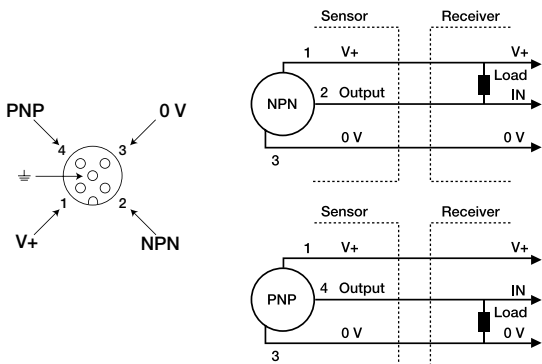 PNP
0 V
4
3
1
2
V+
NPN
Sensor
Receiver
1
V+
V+
Load
NPN
2
Output
IN
0 V
0 V
3
Sensor
Receiver
1
V+
V+
PNP
4
Output
IN
Load
0 V
0 V
3